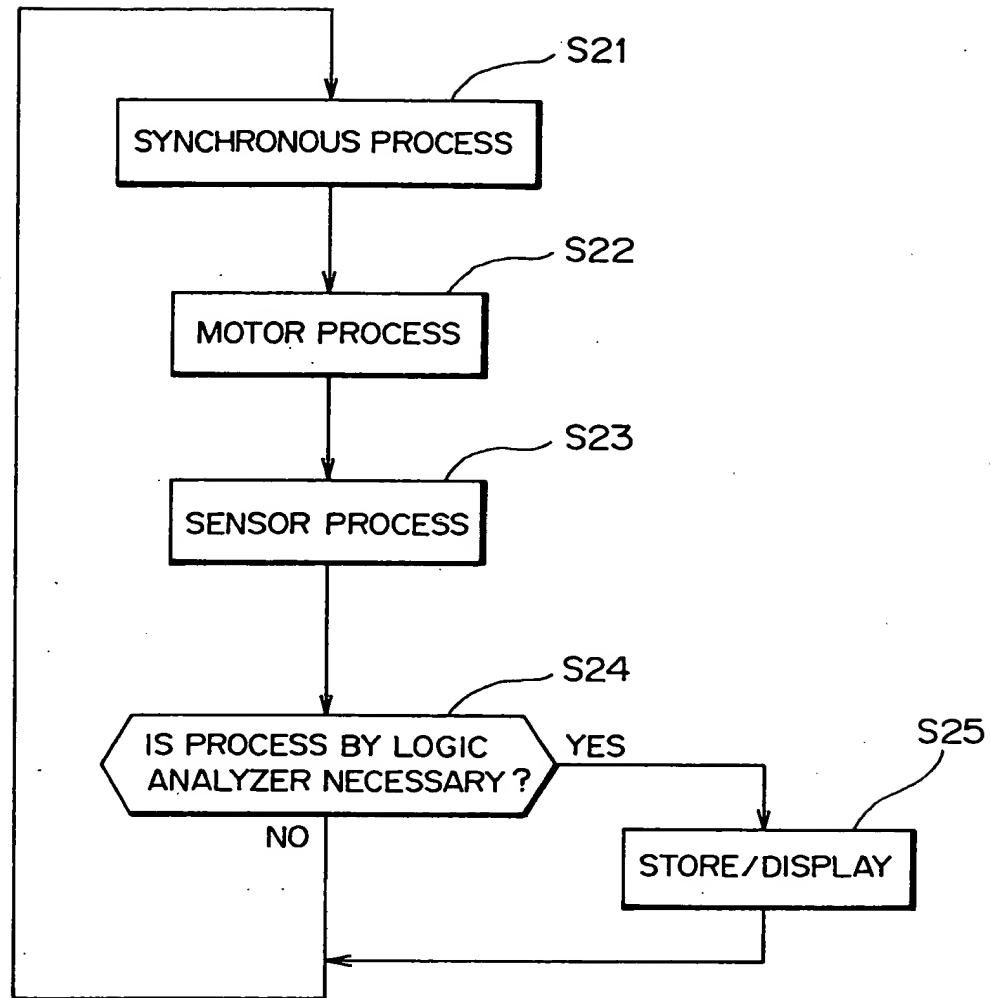 S21
SYNCHRONOUS PROCESS
S22
MOTOR PROCESS
S23
SENSOR PROCESS
S24
IS PROCESS BY LOGIC
ANALYZER NECESSARY?
YES
S25
NO
STORE/DISPLAY